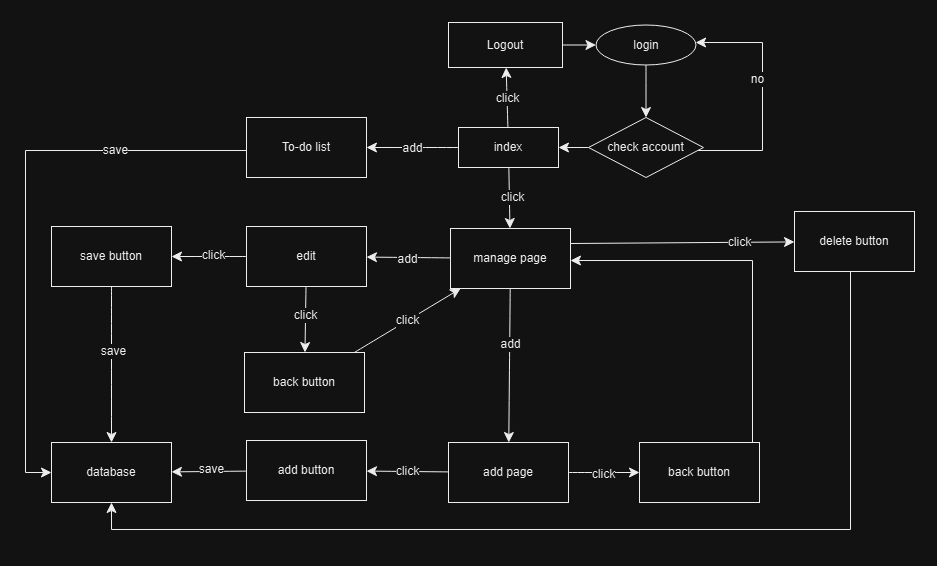 Logout
login
no
click
To-do list
add
index
check account
save
click
save button
click
edit
add
manage page
click
delete button
click
click
save
add
back button
database
save
add button
click
add page
click
back button